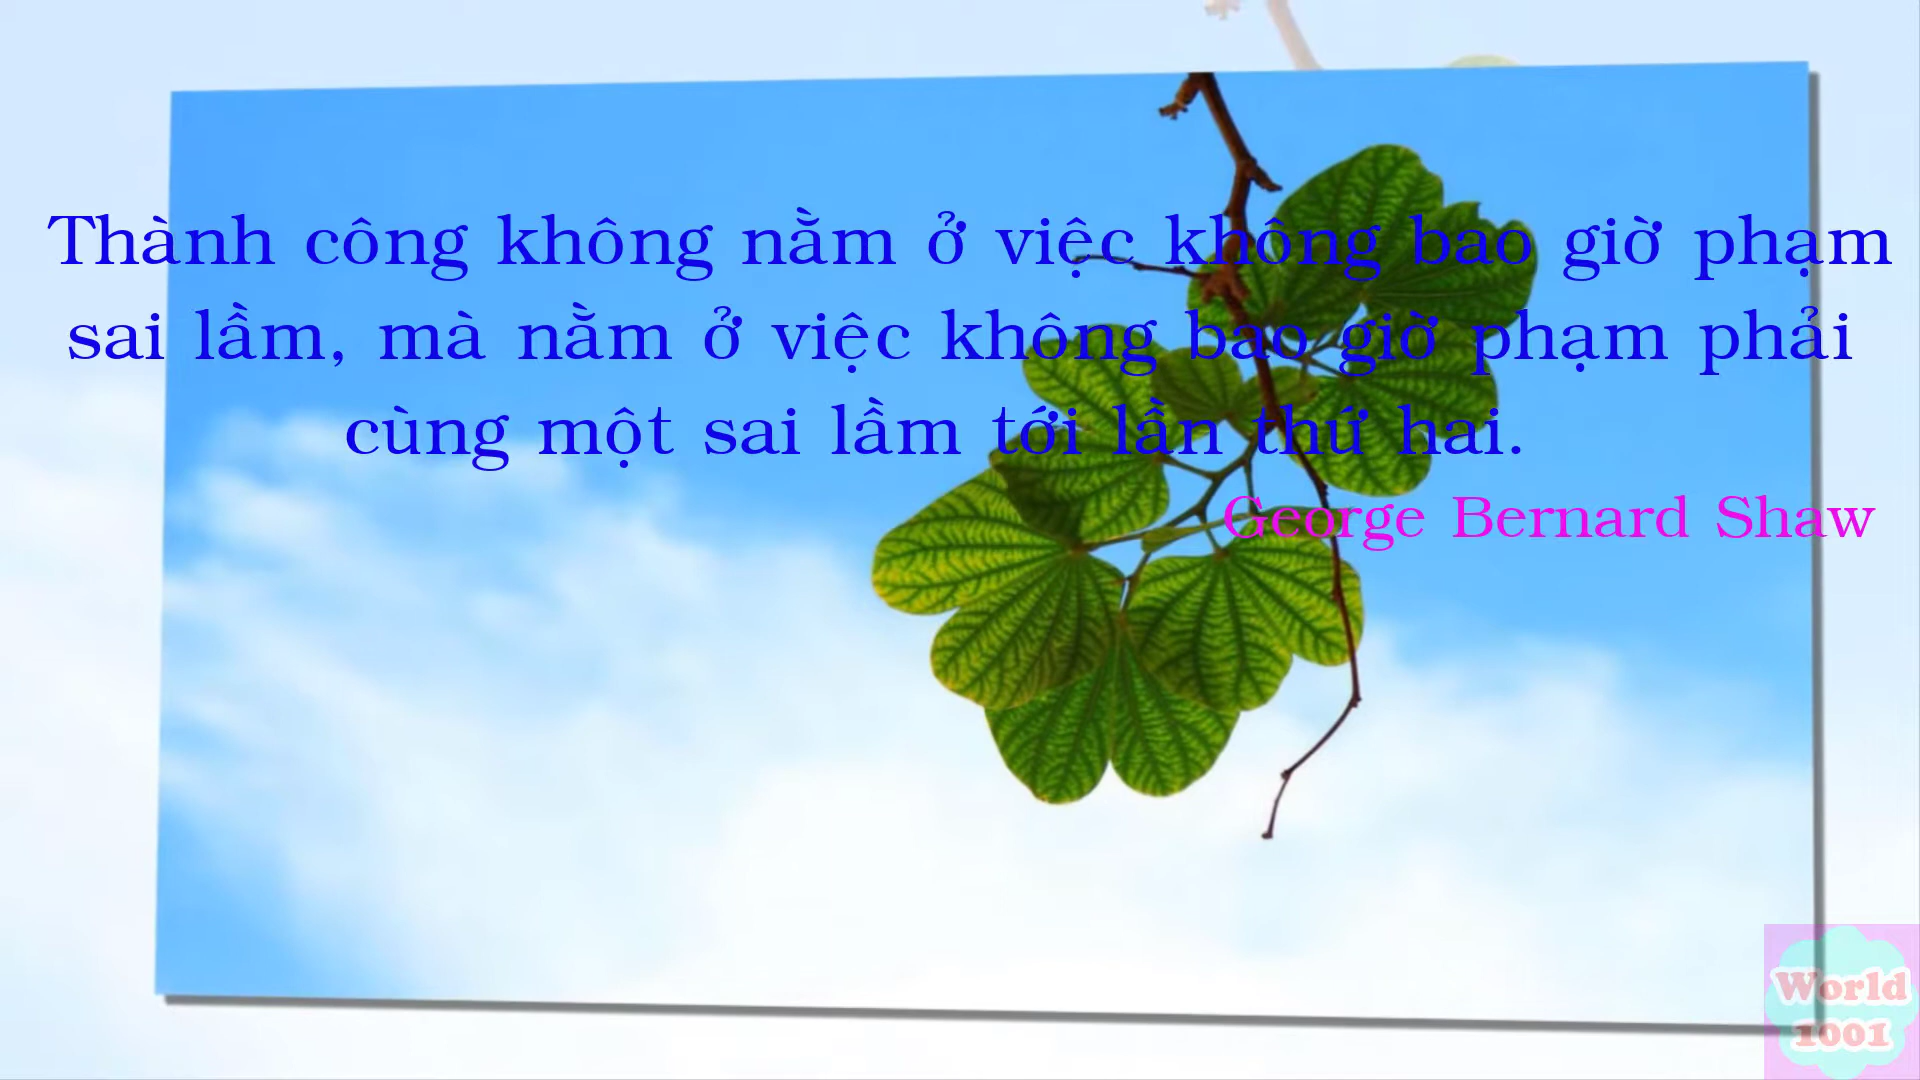 Thành công không nằm ở việc không bao giờ phạm
sai lầm, mà nằm ở việc không bao giờ phạm phải
cùng một sai lầm tới lần thứ hai.
George Bernard Shaw
World
1001